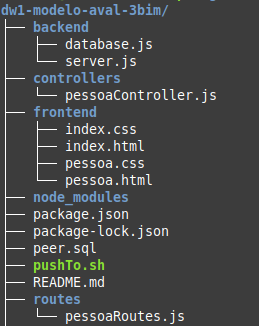 dw1-modelo-aval-3bim/
├── backend
│   ├── database.js
│   └── server.js
├── controllers
│   └── pessoaController.js
├── frontend
│   ├── index.css
│   ├── index.html
│   ├── pessoa.css
│   └── pessoa.html
├── node_modules
├── package.json
├── package-lock.json
├── peer.sql
├── pushTo.sh
├── README.md
├── routes
│   └── pessoaRoutes.js